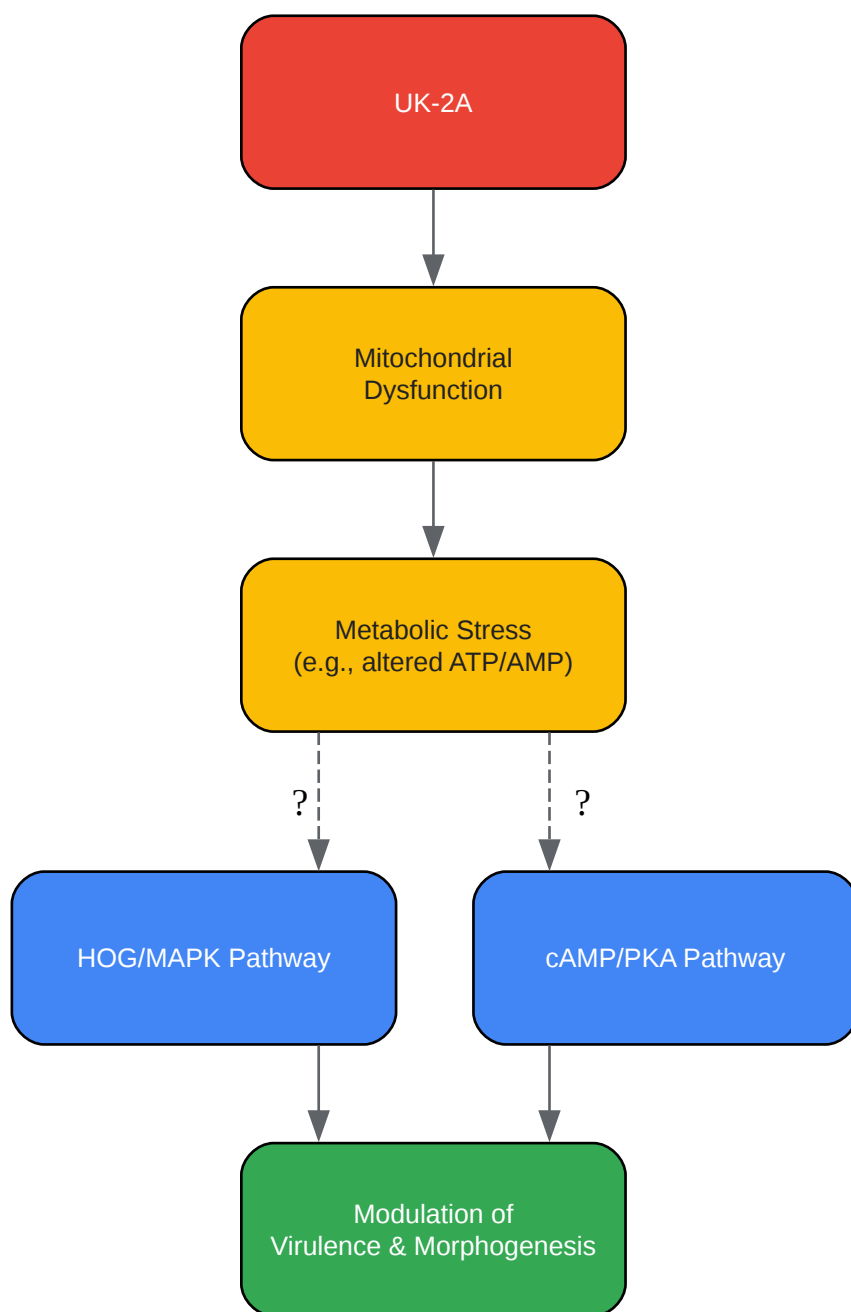 UK-2A
Mitochondrial
Dysfunction
Metabolic Stress
(e.g., altered ATP/AMP)
?
?
HOG/MAPK Pathway
cAMP/PKA Pathway
Modulation of
Virulence & Morphogenesis